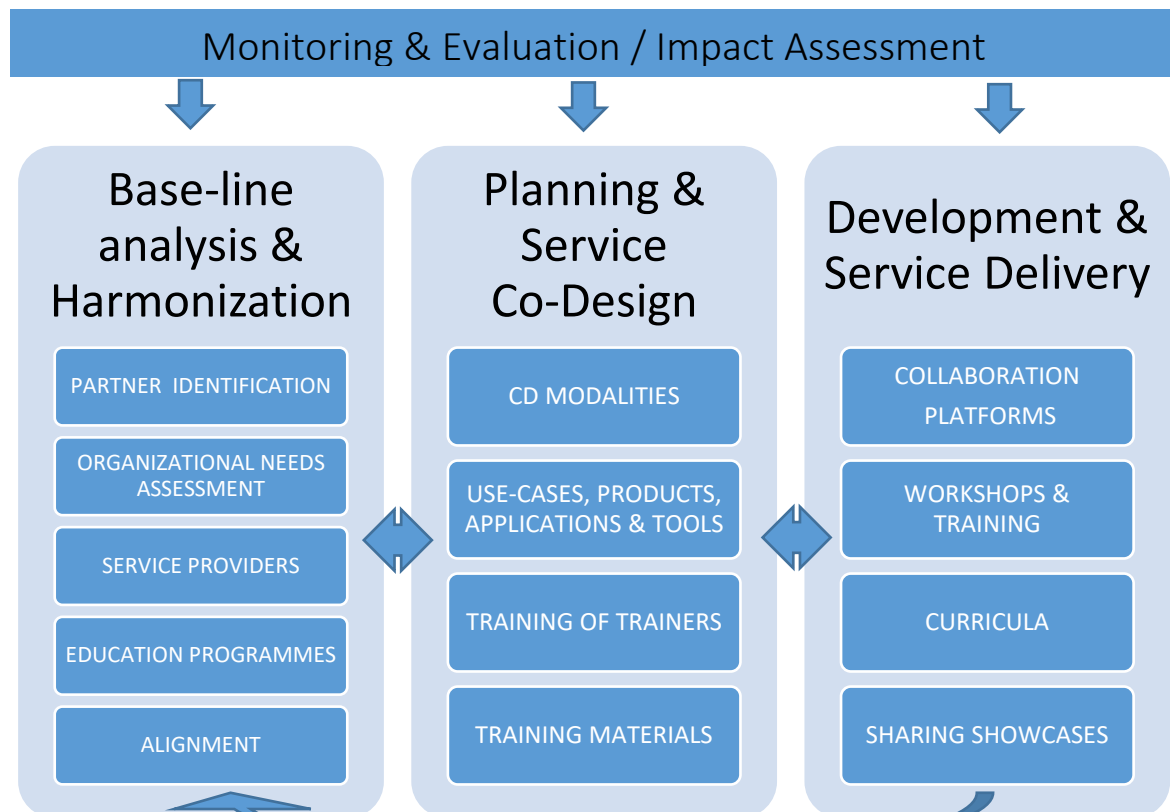 Monitoring & Evaluation / Impact Assessment
Base-line
analysis &
Harmonization
PARTNER IDENTIFICATION
ORGANIZATIONAL NEEDS
ASSESSMENT
SERVICE PROVIDERS
EDUCATION PROGRAMMES
ALIGNMENT
Planning &
Service
Co-Design
CD MODALITIES
USE-CASES, PRODUCTS,
APPLICATIONS & TOOLS
TRAINING OF TRAINERS
TRAINING MATERIALS
Development &
Service Delivery
COLLABORATION
PLATFORMS
WORKSHOPS &
TRAINING
CURRICULA
SHARING SHOWCASES